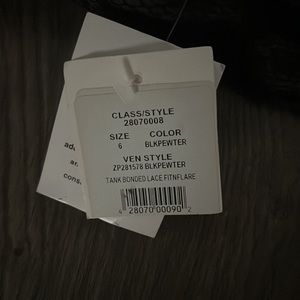 CLASS/STYLE
28070008
SIZE COLOR
6 BLKPEWTER
VEN STYLE
ZP281578 BLKPEWTER
TANK BONDED LACE FITNFLARE
4 28070 00090 2